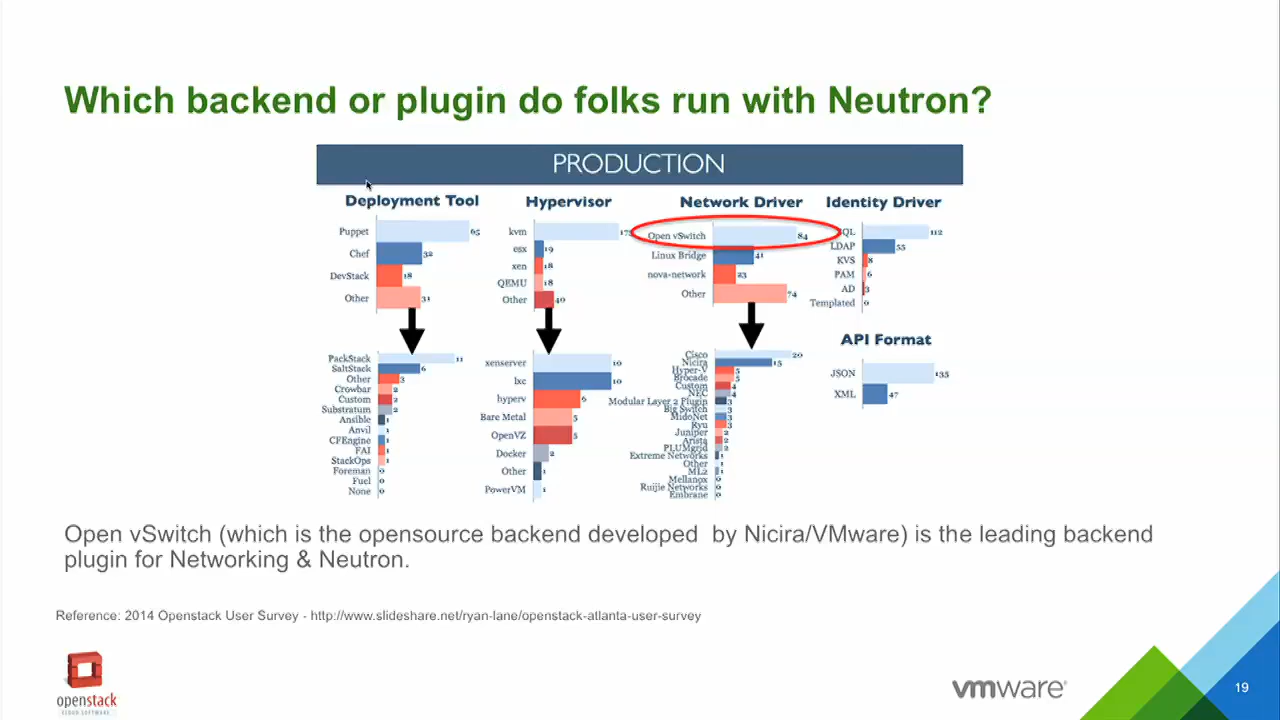 Which backend or plugin do folks run with Neutron?
PRODUCTION
Deployment Tool
Puppet 65
Chef 32
DevStack 18
Other 31
PackStack 11
SaltStack 6
Other 3
Crowbar 2
Custom 2
Substratum 2
Ansible 1
Anvil 1
CFEngine 1
FAI 1
StackOps 1
Foreman 0
Fuel 0
None 0
Hypervisor
kvm
esx 19
xen 18
QEMU 18
Other 40
xenserver 10
lxc 10
hyperv 6
Bare Metal 5
OpenVZ 5
Docker 2
Other 1
PowerVM 1
Network Driver
Open vSwitch 84
Linux Bridge 41
nova-network 23
Other 74
Cisco 20
Nicira 15
Hyper-V 5
Brocade 5
Custom 4
NEC 4
Modular Layer 2 Plugin 3
Big Switch 3
MidoNet 3
Ryu 3
Juniper 2
Arista 2
PLUMgrid 2
Extreme Networks 1
Other 1
ML2 1
Mellanox 0
Ruijie Networks 0
Embrane 0
Identity Driver
112
LDAP 55
KVS 8
PAM 6
AD 3
Templated 0
API Format
JSON 135
XML 47
Open vSwitch (which is the opensource backend developed by Nicira/VMware) is the leading backend
plugin for Networking & Neutron.
Reference: 2014 Openstack User Survey - http://www.slideshare.net/ryan-lane/openstack-atlanta-user-survey
openstack
CLOUD SOFTWARE
vmware
19